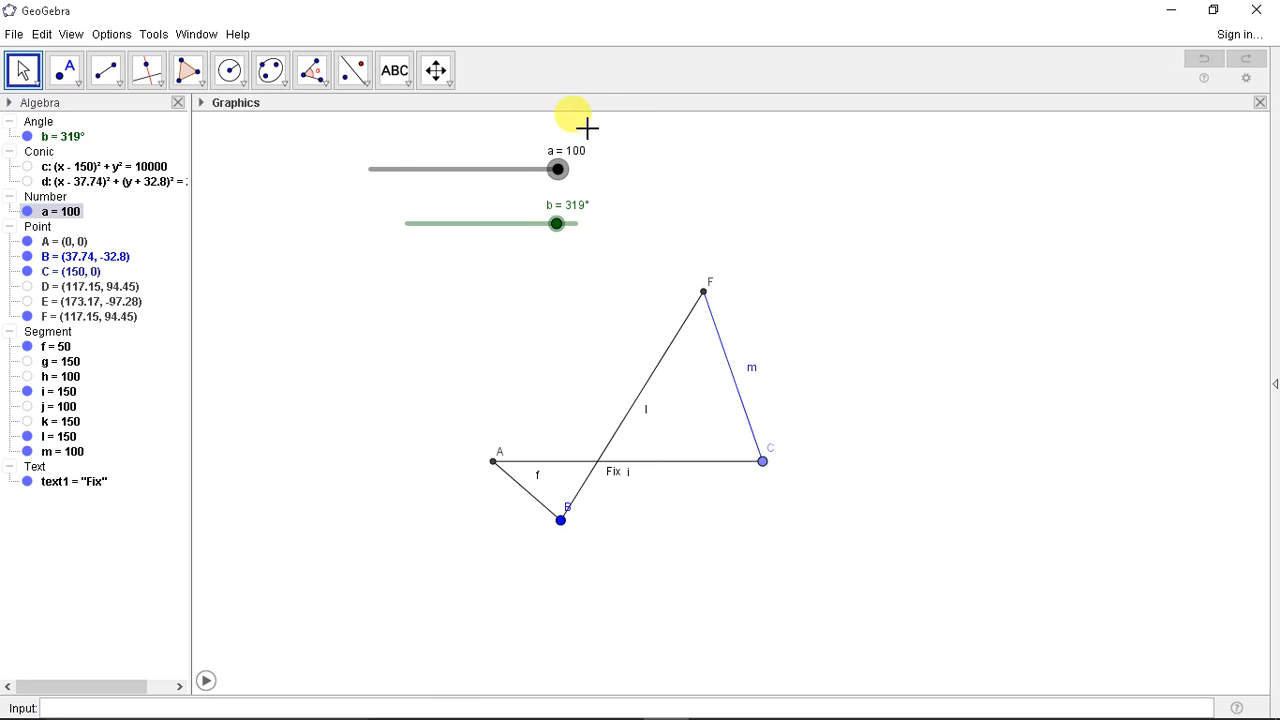 GeoGebra
File Edit View Options Tools Window Help Sign in...
A ABC
Algebra Graphics
Angle
b = 319°
Conic
c: (x - 150)² + y² = 10000
d: (x - 37.74)² + (y + 32.8)² =
Number
a = 100
Point
A = (0, 0)
B = (37.74, -32.8)
C = (150, 0)
D = (117.15, 94.45)
E = (173.17, -97.28)
F = (117.15, 94.45)
Segment
f = 50
g = 150
h = 100
i = 150
j = 100
k = 150
l = 150
m = 100
Text
text1 = "Fix"
a = 100
b = 319°
F
m
l
A
C
f
Fix i
B
Input: